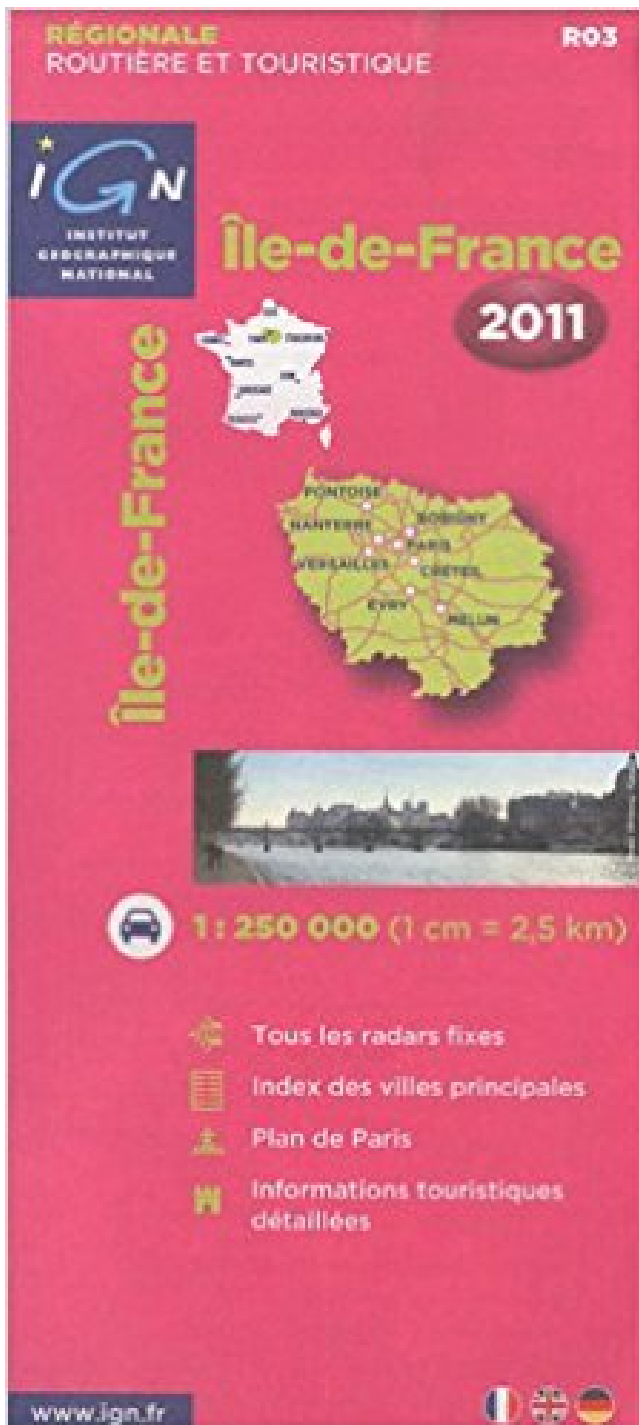 RÉGIONALE
ROUTIÈRE ET TOURISTIQUE
R03
IGN
INSTITUT
GEOGRAPHIQUE
NATIONAL
Île-de-France
2011
Île-de-France
PONTOISE
NANTERRE
BOBIGNY
PARIS
VERSAILLES
CRÉTEIL
ÉVRY
MELUN
1 : 250 000 (1 cm = 2,5 km)
Tous les radars fixes
Index des villes principales
Plan de Paris
Informations touristiques
détaillées
www.ign.fr